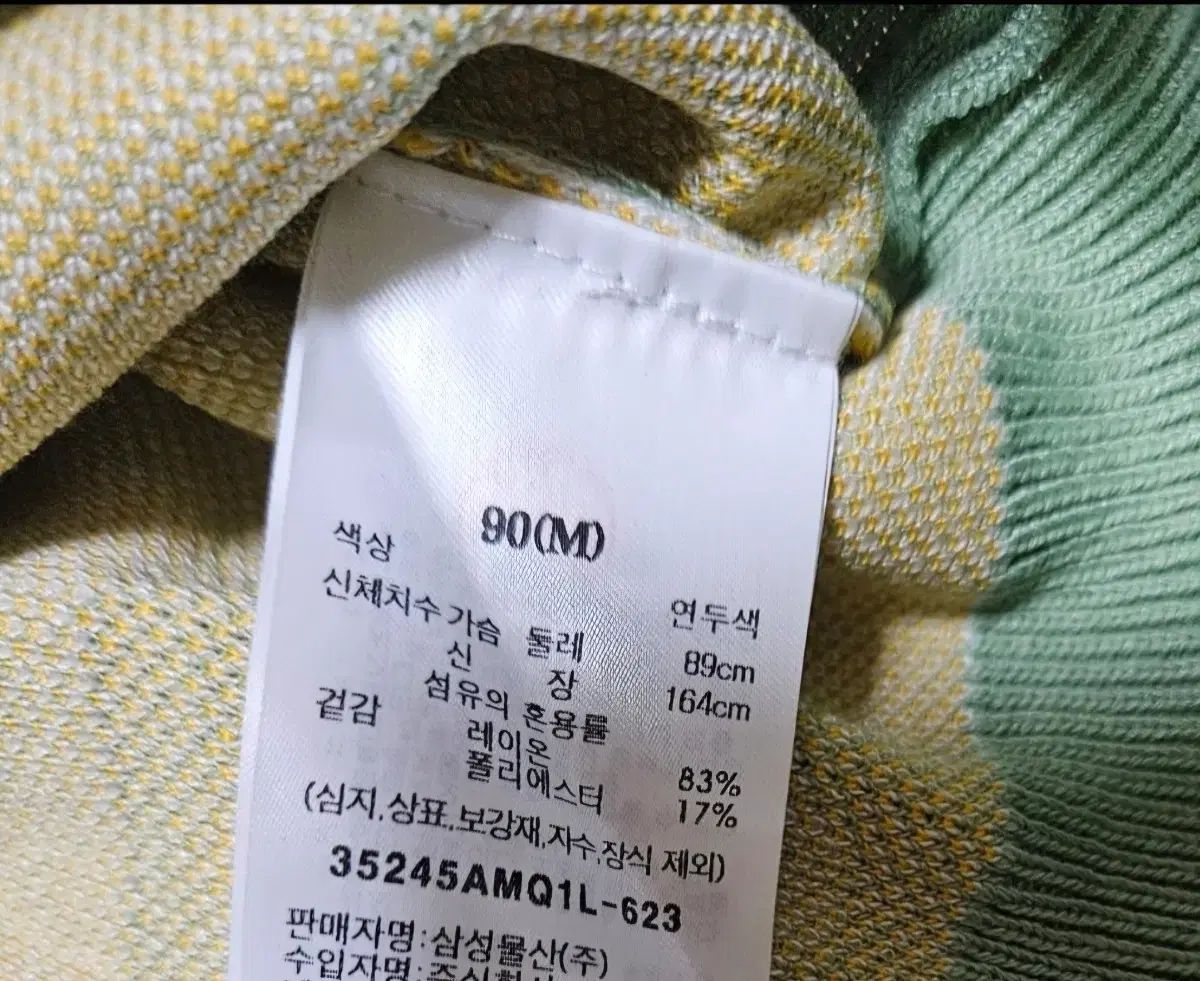 90(M)
색상 연두색
신체치수 가슴 둘레 89cm
신 장 164cm
섬유의 혼용률
겉감 레이온 83%
폴리에스터 17%
(심지,상표,보강재,자수,장식 제외)
35245AMQ1L-623
판매자명:삼성물산(주)
수입자명: